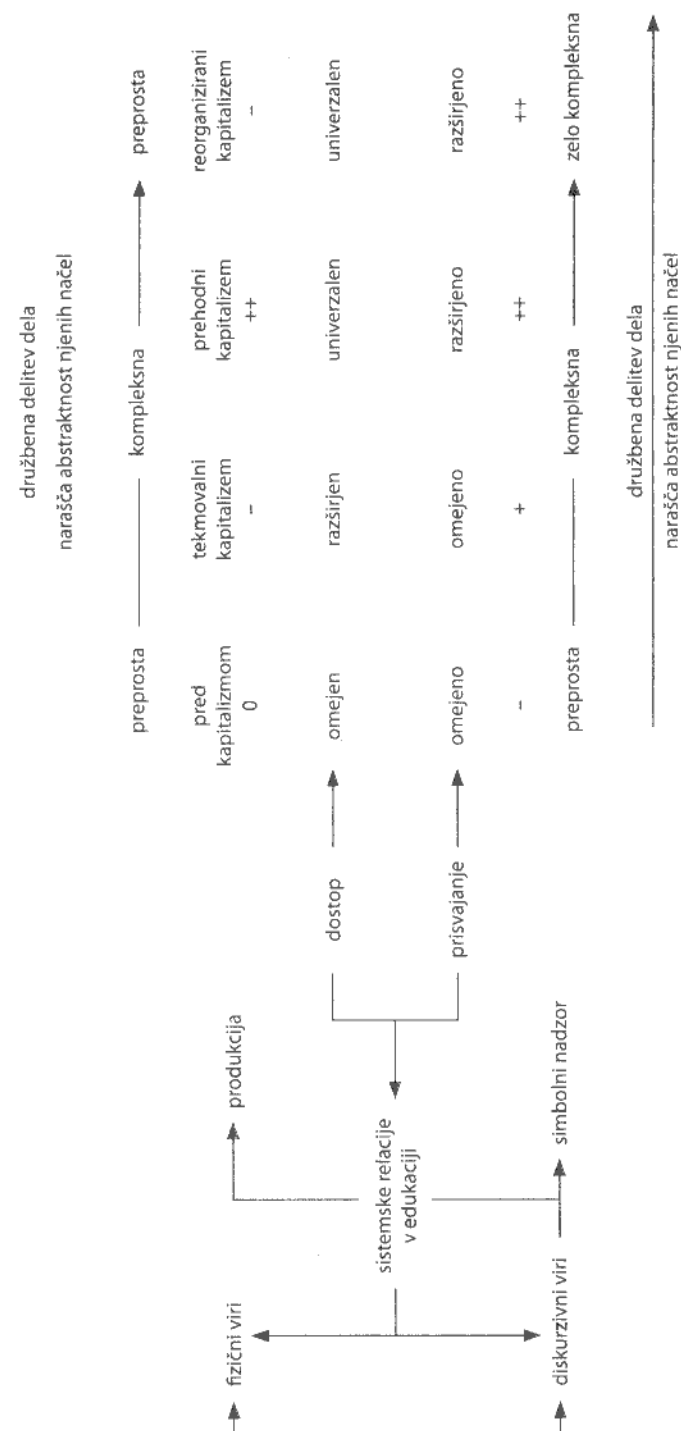 družbena delitev dela
narašča abstraktnost njenih načel
preprosta kompleksna preprosta
pred tekmovalni prehodni reorganizirani
kapitalizmom kapitalizem kapitalizem kapitalizem
0 – ++ –
fizični viri produkcija
dostop omejen razširjen univerzalen univerzalen
sistemske relacije
v edukaciji
prisvajanje omejeno omejeno razširjeno razširjeno
– + ++ ++
diskurzivni viri simbolni nadzor preprosta kompleksna zelo kompleksna
družbena delitev dela
narašča abstraktnost njenih načel